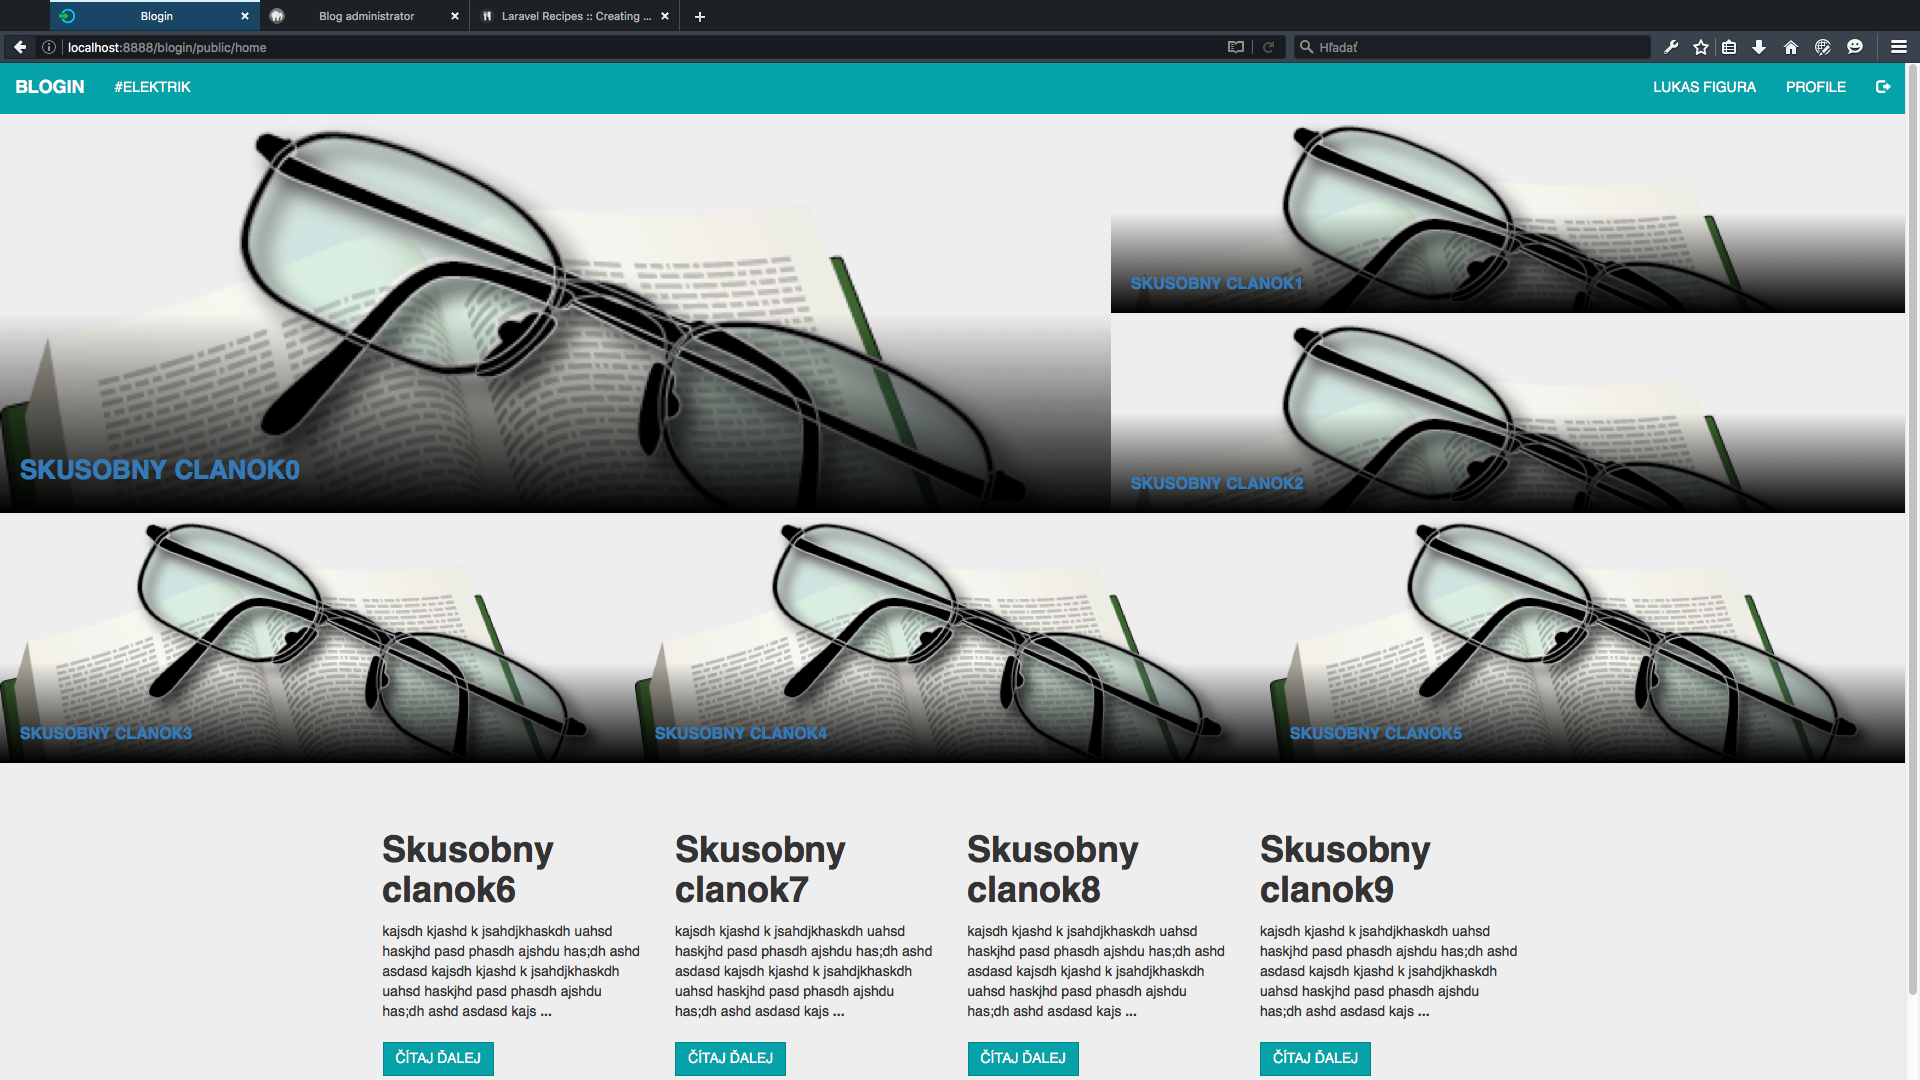 Blogin
Blog administrator
Laravel Recipes :: Creating ...
localhost:8888/blogin/public/home
Hľadať
BLOGIN #ELEKTRIK LUKAS FIGURA PROFILE
SKUSOBNY CLANOK0
SKUSOBNY CLANOK1
SKUSOBNY CLANOK2
SKUSOBNY CLANOK3
SKUSOBNY CLANOK4
SKUSOBNY CLANOK5
Skusobny
clanok6
kajsdh kjashd k jsahdjkhaskdh uahsd
haskjhd pasd phasdh ajshdu has;dh ashd
asdasd kajsdh kjashd k jsahdjkhaskdh
uahsd haskjhd pasd phasdh ajshdu
has;dh ashd asdasd kajs ...
ČÍTAJ ĎALEJ
Skusobny
clanok7
kajsdh kjashd k jsahdjkhaskdh uahsd
haskjhd pasd phasdh ajshdu has;dh ashd
asdasd kajsdh kjashd k jsahdjkhaskdh
uahsd haskjhd pasd phasdh ajshdu
has;dh ashd asdasd kajs ...
ČÍTAJ ĎALEJ
Skusobny
clanok8
kajsdh kjashd k jsahdjkhaskdh uahsd
haskjhd pasd phasdh ajshdu has;dh ashd
asdasd kajsdh kjashd k jsahdjkhaskdh
uahsd haskjhd pasd phasdh ajshdu
has;dh ashd asdasd kajs ...
ČÍTAJ ĎALEJ
Skusobny
clanok9
kajsdh kjashd k jsahdjkhaskdh uahsd
haskjhd pasd phasdh ajshdu has;dh ashd
asdasd kajsdh kjashd k jsahdjkhaskdh
uahsd haskjhd pasd phasdh ajshdu
has;dh ashd asdasd kajs ...
ČÍTAJ ĎALEJ